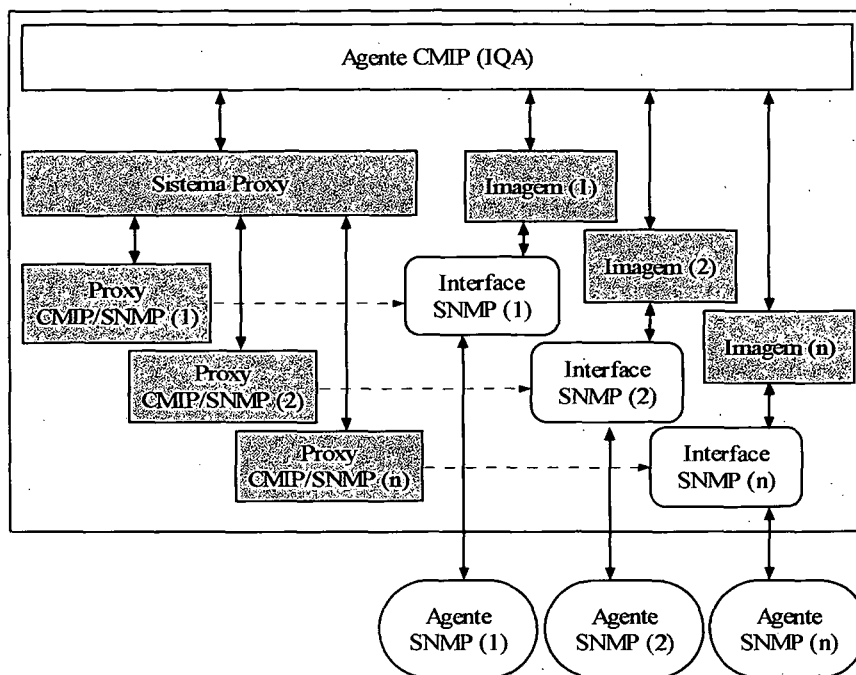 Agente CMIP (IQA)
Sistema Proxy
Imagem (1)
Imagem (2)
Imagem (n)
Proxy
CMIP/SNMP (1)
Interface
SNMP (1)
Proxy
CMIP/SNMP (2)
Interface
SNMP (2)
Proxy
CMIP/SNMP (n)
Interface
SNMP (n)
Agente
SNMP (1)
Agente
SNMP (2)
Agente
SNMP (n)